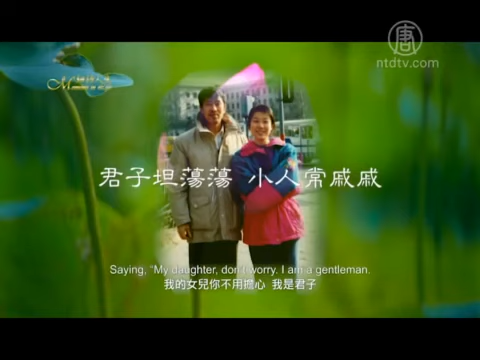 唐
ntdtv.com
君子坦蕩蕩 小人常戚戚
Saying, “My daughter, don't worry. I am a gentleman.
我的女兒你不用擔心 我是君子